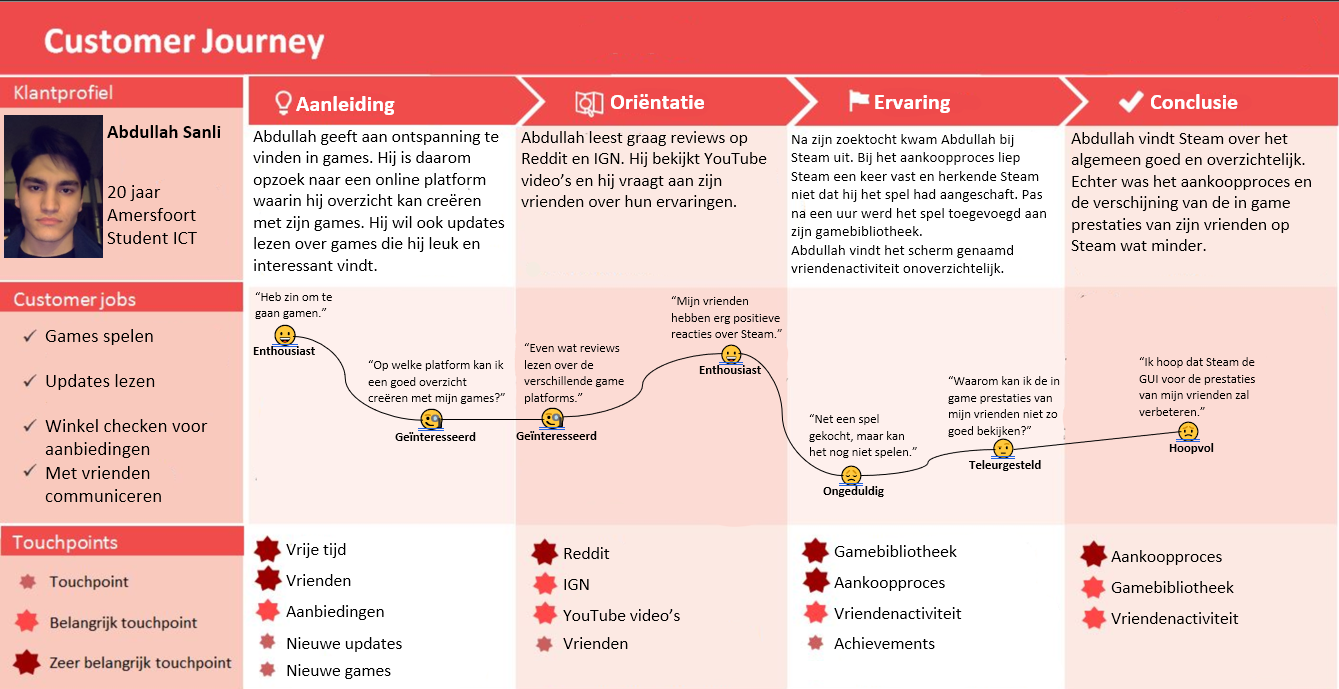 Customer Journey
Klantprofiel
Abdullah Sanli
20 jaar
Amersfoort
Student ICT
Customer jobs
Games spelen
Updates lezen
Winkel checken voor
aanbiedingen
Met vrienden
communiceren
Touchpoints
Touchpoint
Belangrijk touchpoint
Zeer belangrijk touchpoint
Aanleiding
Abdullah geeft aan ontspanning te
vinden in games. Hij is daarom
opzoek naar een online platform
waarin hij overzicht kan creëren
met zijn games. Hij wil ook updates
lezen over games die hij leuk en
interessant vindt.
“Heb zin om te
gaan gamen.”
Enthousiast
“Op welke platform kan ik
een goed overzicht
creëren met mijn games?”
Geïnteresseerd
Vrije tijd
Vrienden
Aanbiedingen
Nieuwe updates
Nieuwe games
Oriëntatie
Abdullah leest graag reviews op
Reddit en IGN. Hij bekijkt YouTube
video’s en hij vraagt aan zijn
vrienden over hun ervaringen.
“Even wat reviews
lezen over de
verschillende game
platforms.”
Geïnteresseerd
“Mijn vrienden
hebben erg positieve
reacties over Steam.”
Enthousiast
Reddit
IGN
YouTube video’s
Vrienden
Ervaring
Na zijn zoektocht kwam Abdullah bij
Steam uit. Bij het aankoopproces liep
Steam een keer vast en herkende Steam
niet dat hij het spel had aangeschaft. Pas
na een uur werd het spel toegevoegd aan
zijn gamebibliotheek.
Abdullah vindt het scherm genaamd
vriendenactiviteit onoverzichtelijk.
“Net een spel
gekocht, maar kan
het nog niet spelen.”
Ongeduldig
“Waarom kan ik de in
game prestaties van
mijn vrienden niet zo
goed bekijken?”
Teleurgesteld
Gamebibliotheek
Aankoopproces
Vriendenactiviteit
Achievements
Conclusie
Abdullah vindt Steam over het
algemeen goed en overzichtelijk.
Echter was het aankoopproces en
de verschijning van de in game
prestaties van zijn vrienden op
Steam wat minder.
“Ik hoop dat Steam de
GUI voor de prestaties
van mijn vrienden zal
verbeteren.”
Hoopvol
Aankoopproces
Gamebibliotheek
Vriendenactiviteit